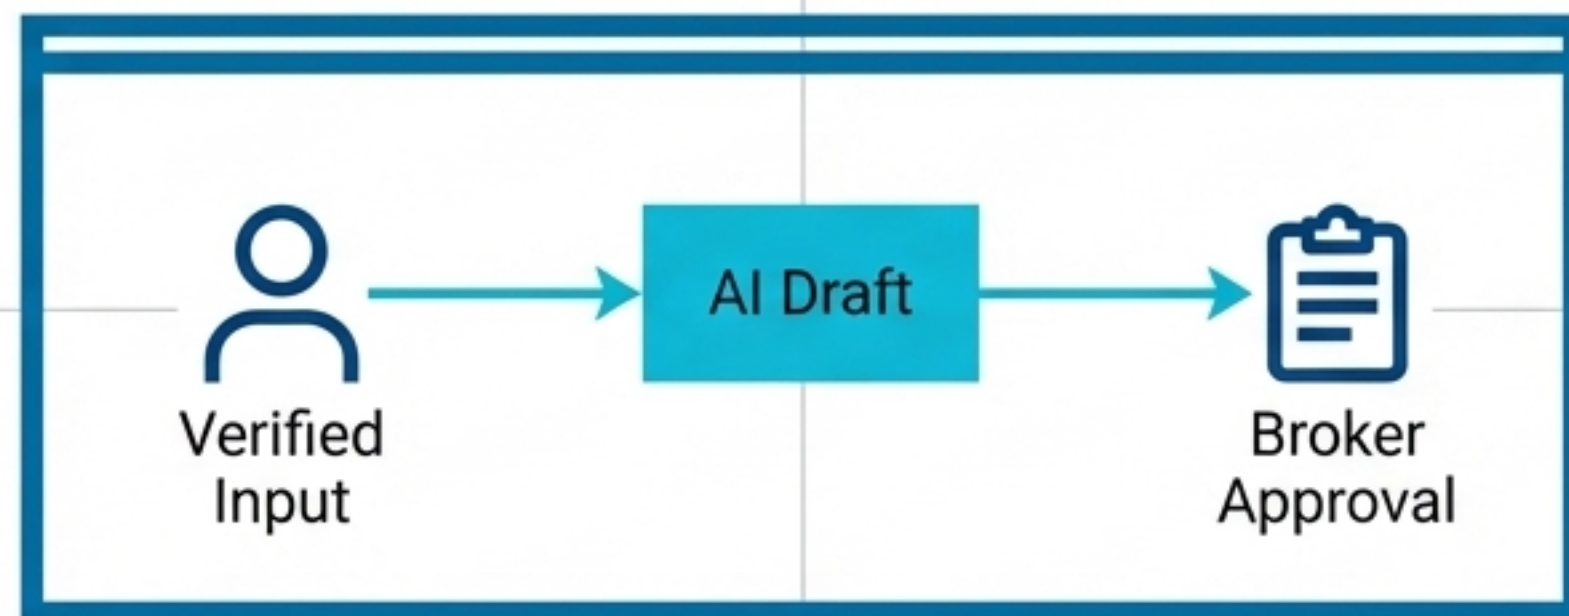 Verified
Input
AI Draft
Broker
Approval